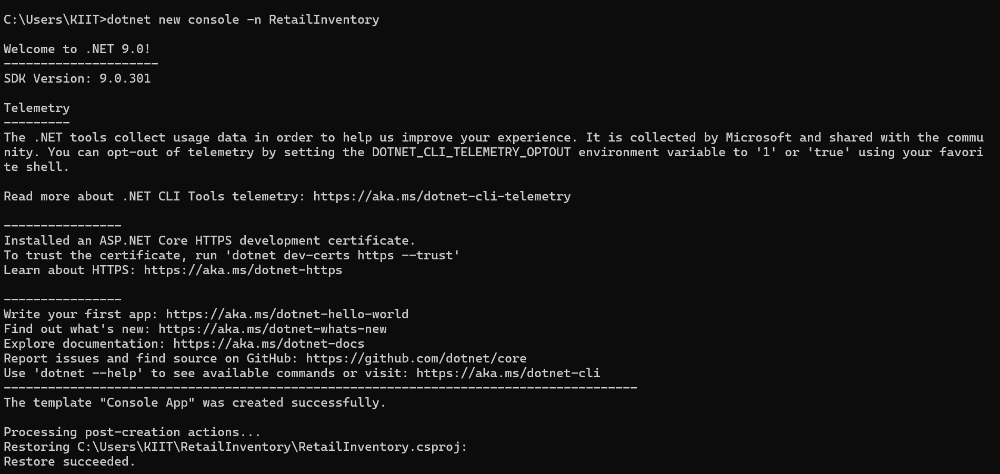 C:\Users\KIIT>dotnet new console -n RetailInventory
Welcome to .NET 9.0!
---------------------
SDK Version: 9.0.301
Telemetry
---------
The .NET tools collect usage data in order to help us improve your experience. It is collected by Microsoft and shared with the commu
nity. You can opt-out of telemetry by setting the DOTNET_CLI_TELEMETRY_OPTOUT environment variable to '1' or 'true' using your favori
te shell.
Read more about .NET CLI Tools telemetry: https://aka.ms/dotnet-cli-telemetry
----------------
Installed an ASP.NET Core HTTPS development certificate.
To trust the certificate, run 'dotnet dev-certs https --trust'
Learn about HTTPS: https://aka.ms/dotnet-https
----------------
Write your first app: https://aka.ms/dotnet-hello-world
Find out what's new: https://aka.ms/dotnet-whats-new
Explore documentation: https://aka.ms/dotnet-docs
Report issues and find source on GitHub: https://github.com/dotnet/core
Use 'dotnet --help' to see available commands or visit: https://aka.ms/dotnet-cli
--------------------------------------------------------------------------------------
The template "Console App" was created successfully.
Processing post-creation actions...
Restoring C:\Users\KIIT\RetailInventory\RetailInventory.csproj:
Restore succeeded.